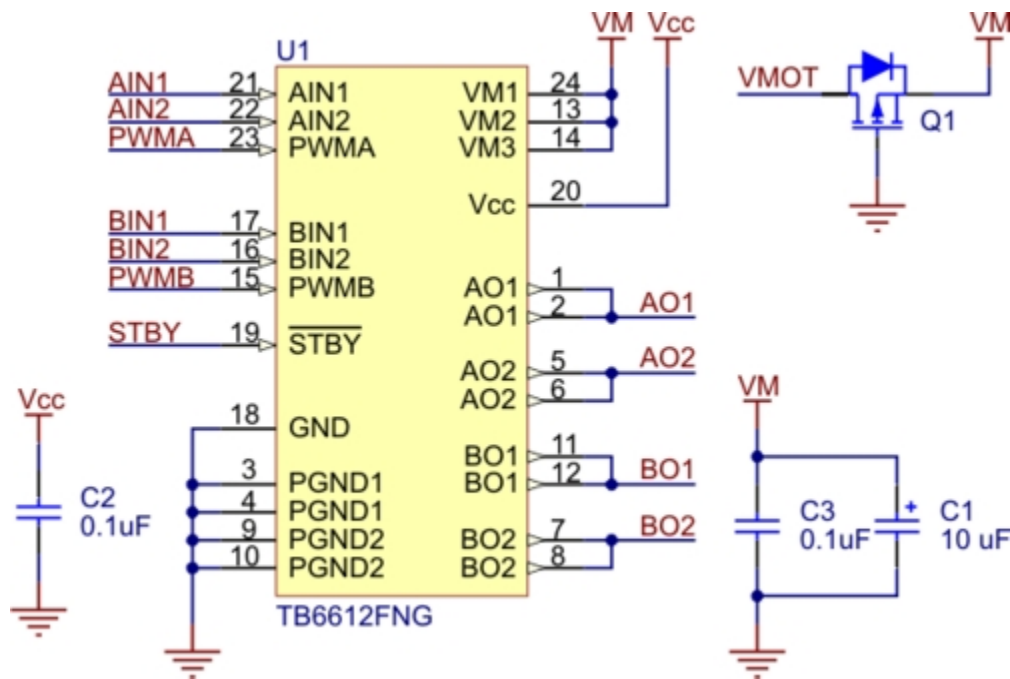 VM Vcc VM
U1
AIN1 21 AIN1 VM1 24 VMOT
AIN2 22 AIN2 VM2 13 Q1
PWMA 23 PWMA VM3 14
Vcc 20
BIN1 17 BIN1
BIN2 16 BIN2
PWMB 15 PWMB AO1 1
AO1 2 AO1
STBY 19 STBY
AO2 5 AO2
AO2 6
Vcc VM
18 GND
BO1 11
3 PGND1 BO1 12 BO1
C2 4 PGND1 C3 C1
0.1uF 9 PGND2 BO2 7 BO2 0.1uF + 10 uF
10 PGND2 BO2 8
TB6612FNG